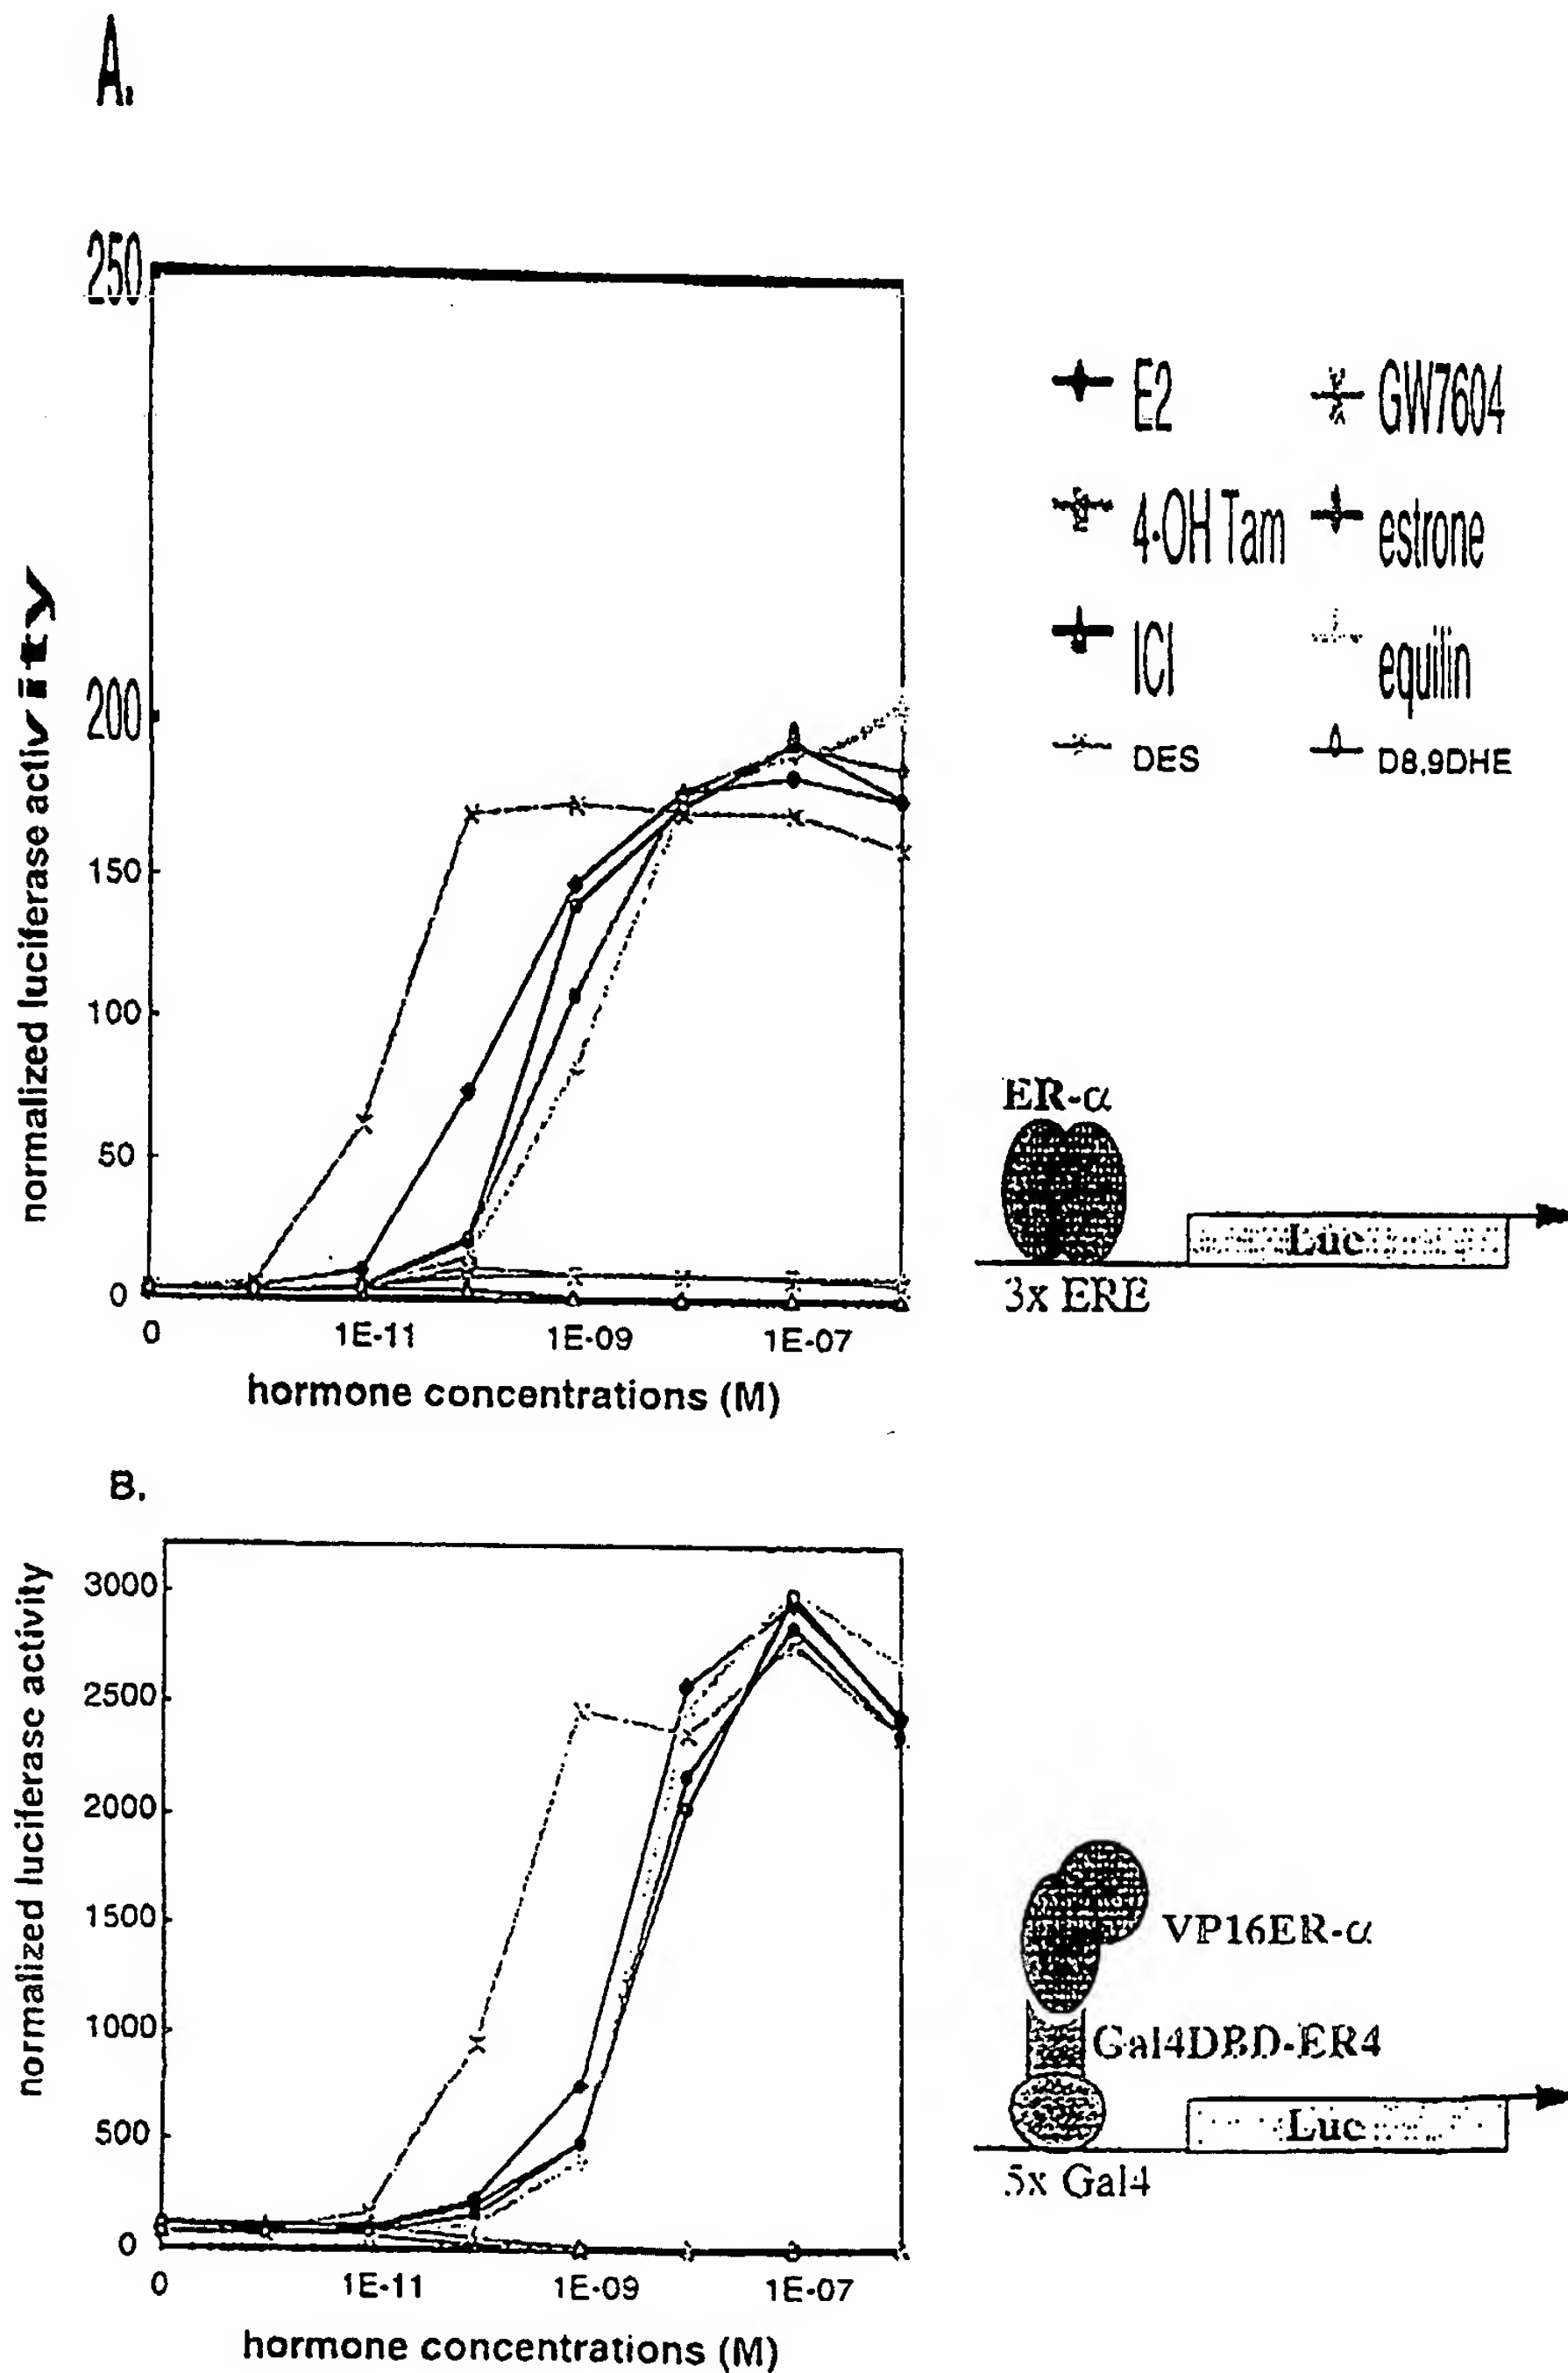 A.
250
200
150
100
50
0
normalized luciferase activity
0 1E-11 1E-09 1E-07
hormone concentrations (M)
E2 GW7604
4-OH Tam estrone
ICI equilin
DES D8,9DHE
ER-α
Luc
3x ERE
B.
3000
2500
2000
1500
1000
500
0
normalized luciferase activity
0 1E-11 1E-09 1E-07
hormone concentrations (M)
VP16ER-α
Gal4DBD-ER4
Luc
5x Gal4